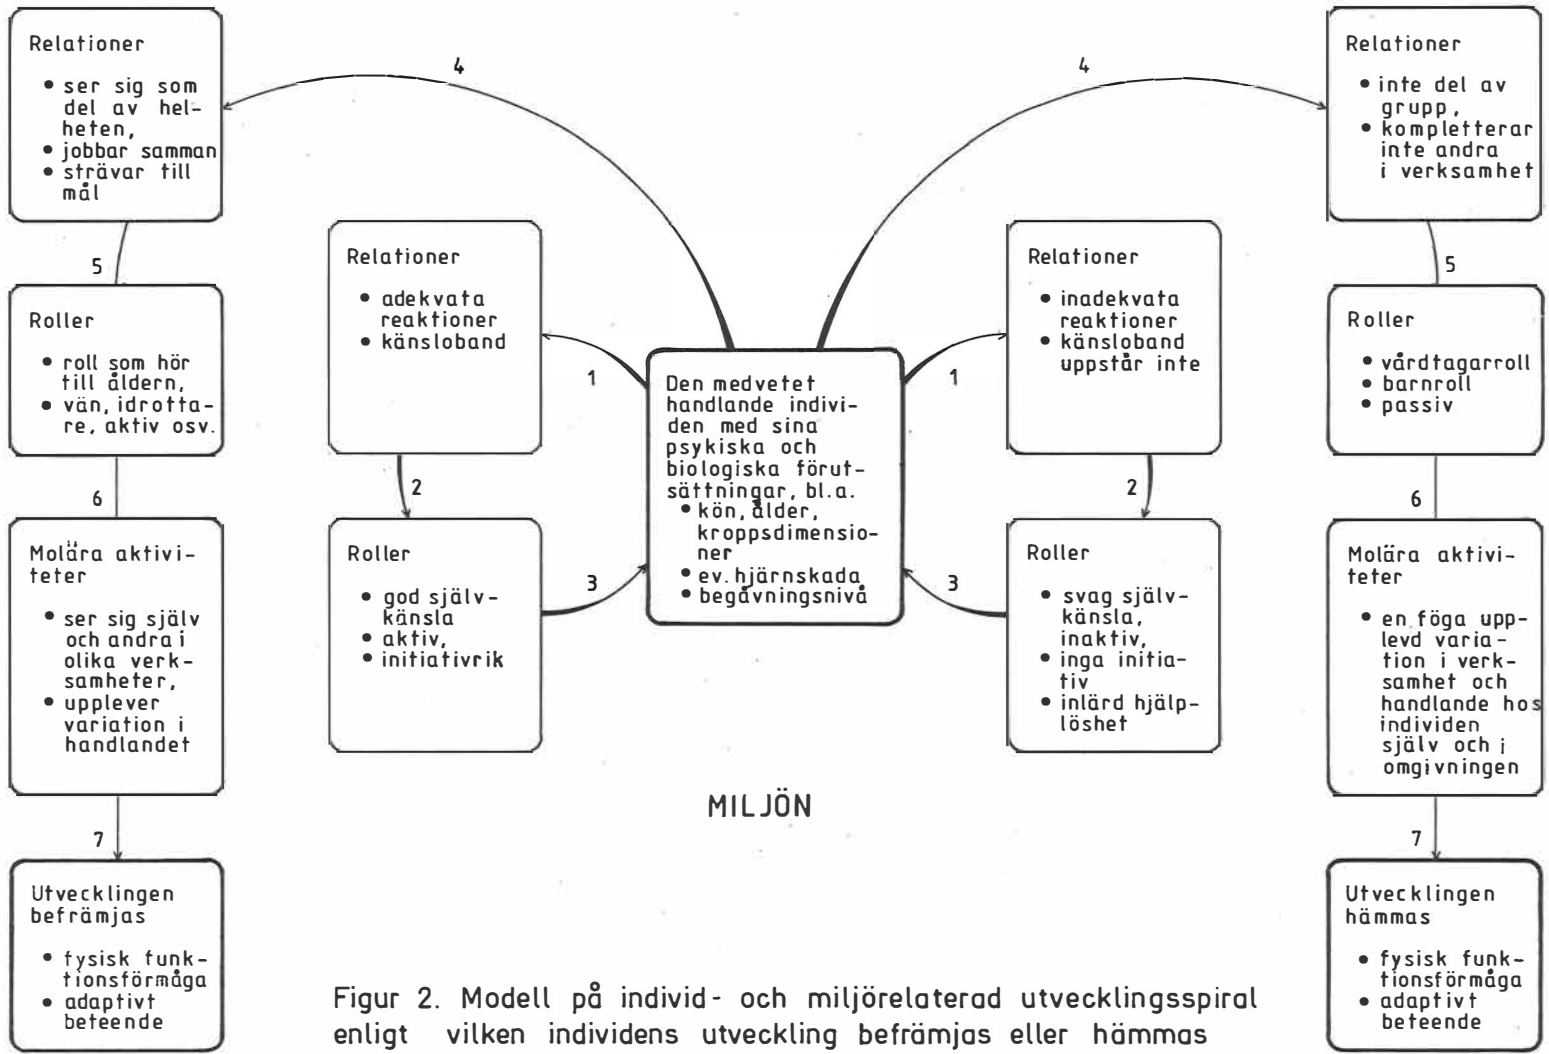 Relationer
• ser sig som
del av hel-
heten,
• jobbar samman
• strävar till
mål
5
Roller
• roll som hör
till åldern,
• vän, idrotta-
re, aktiv osv.
6
Molära aktivi-
teter
• ser sig själv
och andra i
olika verk-
samheter,
• upplever
variation i
handlandet
7
Utvecklingen
befrämjas
• fysisk funk-
tionsförmåga
• adaptivt
beteende
4
Relationer
• adekvata
reaktioner
• känsloband
1
2
Roller
• god själv-
känsla
• aktiv,
• initiativrik
3
Den medvetet
handlande indivi-
den med sina
psykiska och
biologiska förut-
sättningar, bl.a.
• kön, ålder,
kroppsdimensio-
ner
• ev. hjärnskada
• begåvningsnivå
4
Relationer
• inadekvata
reaktioner
• känsloband
uppstår inte
1
2
Roller
• svag själv-
känsla,
inaktiv,
• inga initia-
tiv
• inlärd hjälp-
löshet
3
Relationer
• inte del av
grupp,
• kompletterar
inte andra
i verksamhet
5
Roller
• vårdtagarroll
• barnroll
• passiv
6
Molära aktivi-
teter
• en föga upp-
levd varia-
tion i verk-
samhet och
handlande hos
individen
själv och i
omgivningen
7
Utvecklingen
hämmas
• fysisk funk-
tionsförmåga
• adaptivt
beteende
MILJÖN
Figur 2. Modell på individ- och miljörelaterad utvecklingsspiral
enligt vilken individens utveckling befrämjas eller hämmas